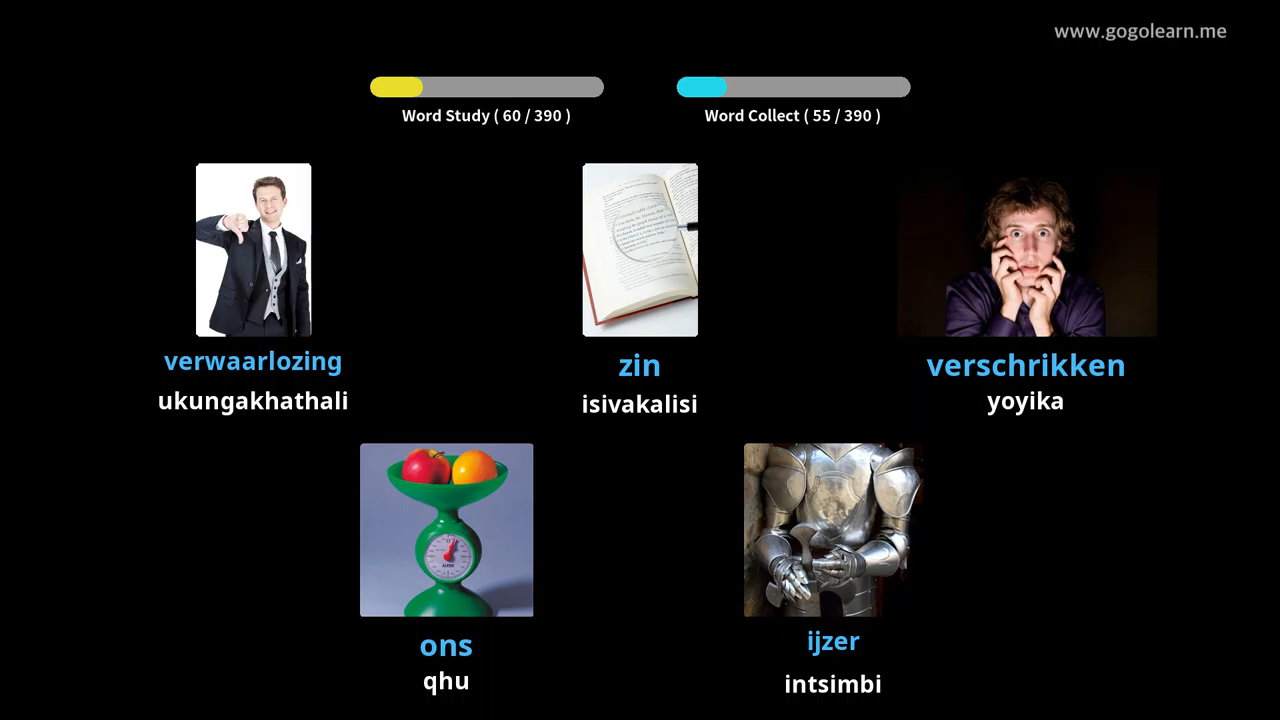 www.gogolearn.me
Word Study ( 60 / 390 )
Word Collect ( 55 / 390 )
verwaarlozing
ukungakhathali
zin
isivakalisi
verschrikken
yoyika
ons
qhu
ijzer
intsimbi